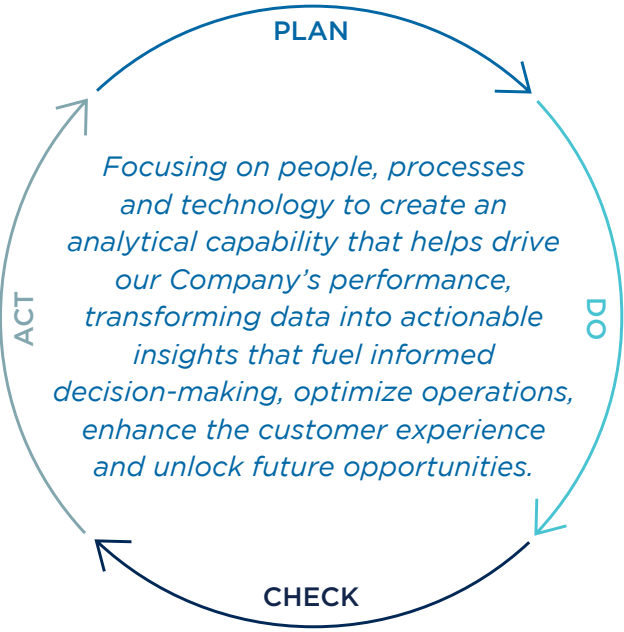 PLAN
Focusing on people, processes
and technology to create an
analytical capability that helps drive
our Company’s performance,
transforming data into actionable
insights that fuel informed
decision-making, optimize operations,
enhance the customer experience
and unlock future opportunities.
ACT
DO
CHECK